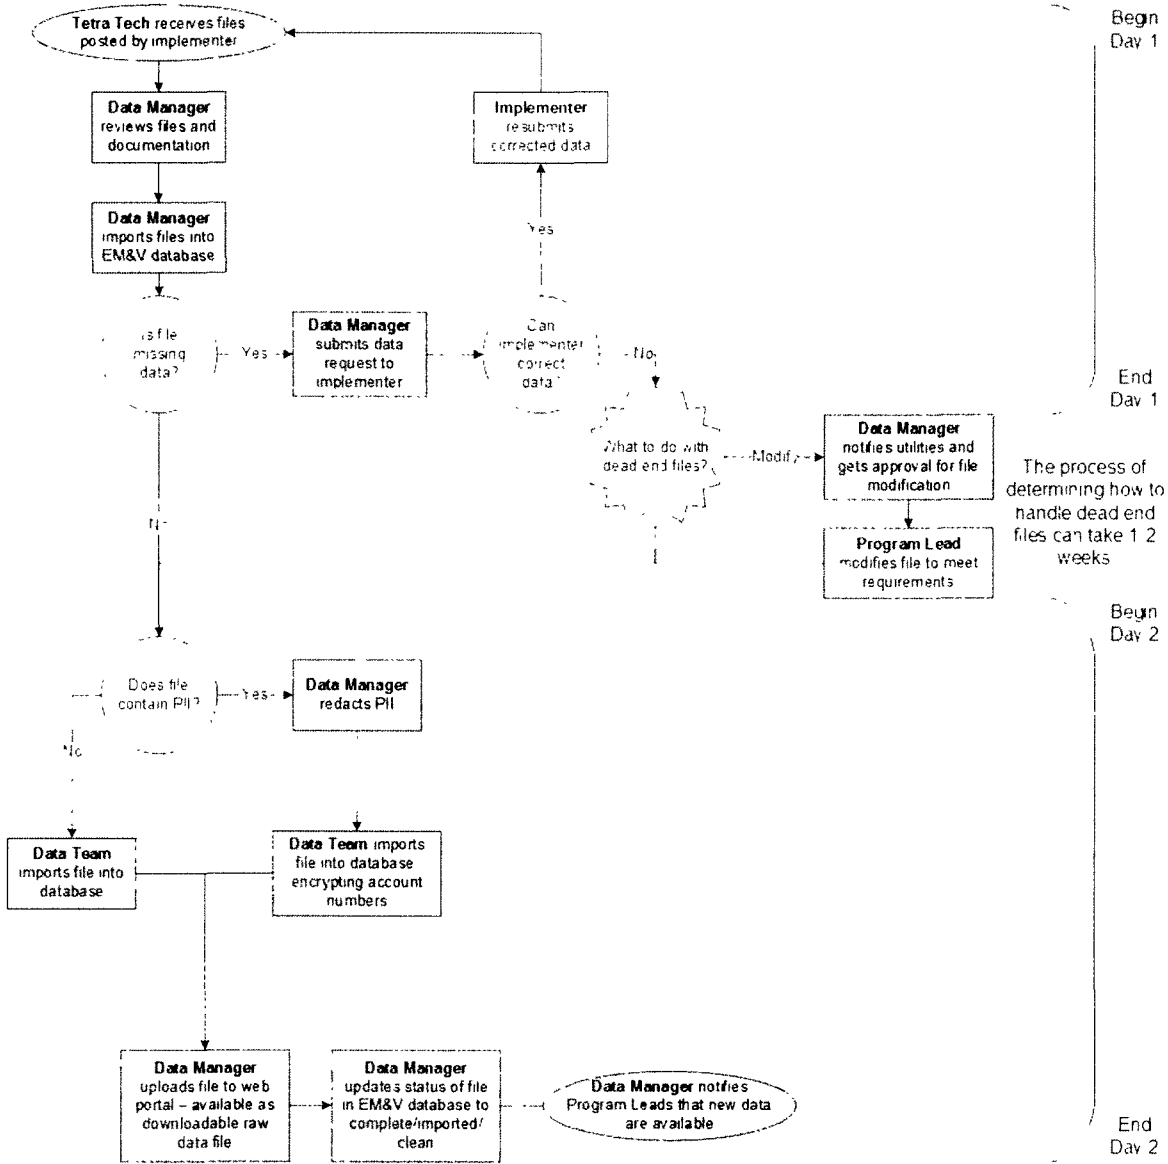 Tetra Tech receives files
posted by implementer
Begin
Day 1
Data Manager
reviews files and
documentation
Implementer
resubmits
corrected data
Data Manager
imports files into
EM&V database
Yes
Is file
missing
data?
Yes
Data Manager
submits data
request to
implementer
Can
implementer
correct
data?
No
End
Day 1
What to do with
dead end files?
Modify
Data Manager
notifies utilities and
gets approval for file
modification
The process of
determining how to
handle dead end
files can take 1 2
weeks
Program Lead
modifies file to meet
requirements
Begin
Day 2
Does file
contain PII?
Yes
Data Manager
redacts PII
No
Data Team
imports file into
database
Data Team imports
file into database
encrypting account
numbers
Data Manager
uploads file to web
portal – available as
downloadable raw
data file
Data Manager
updates status of file
in EM&V database to
complete/imported/
clean
Data Manager notifies
Program Leads that new data
are available
End
Day 2